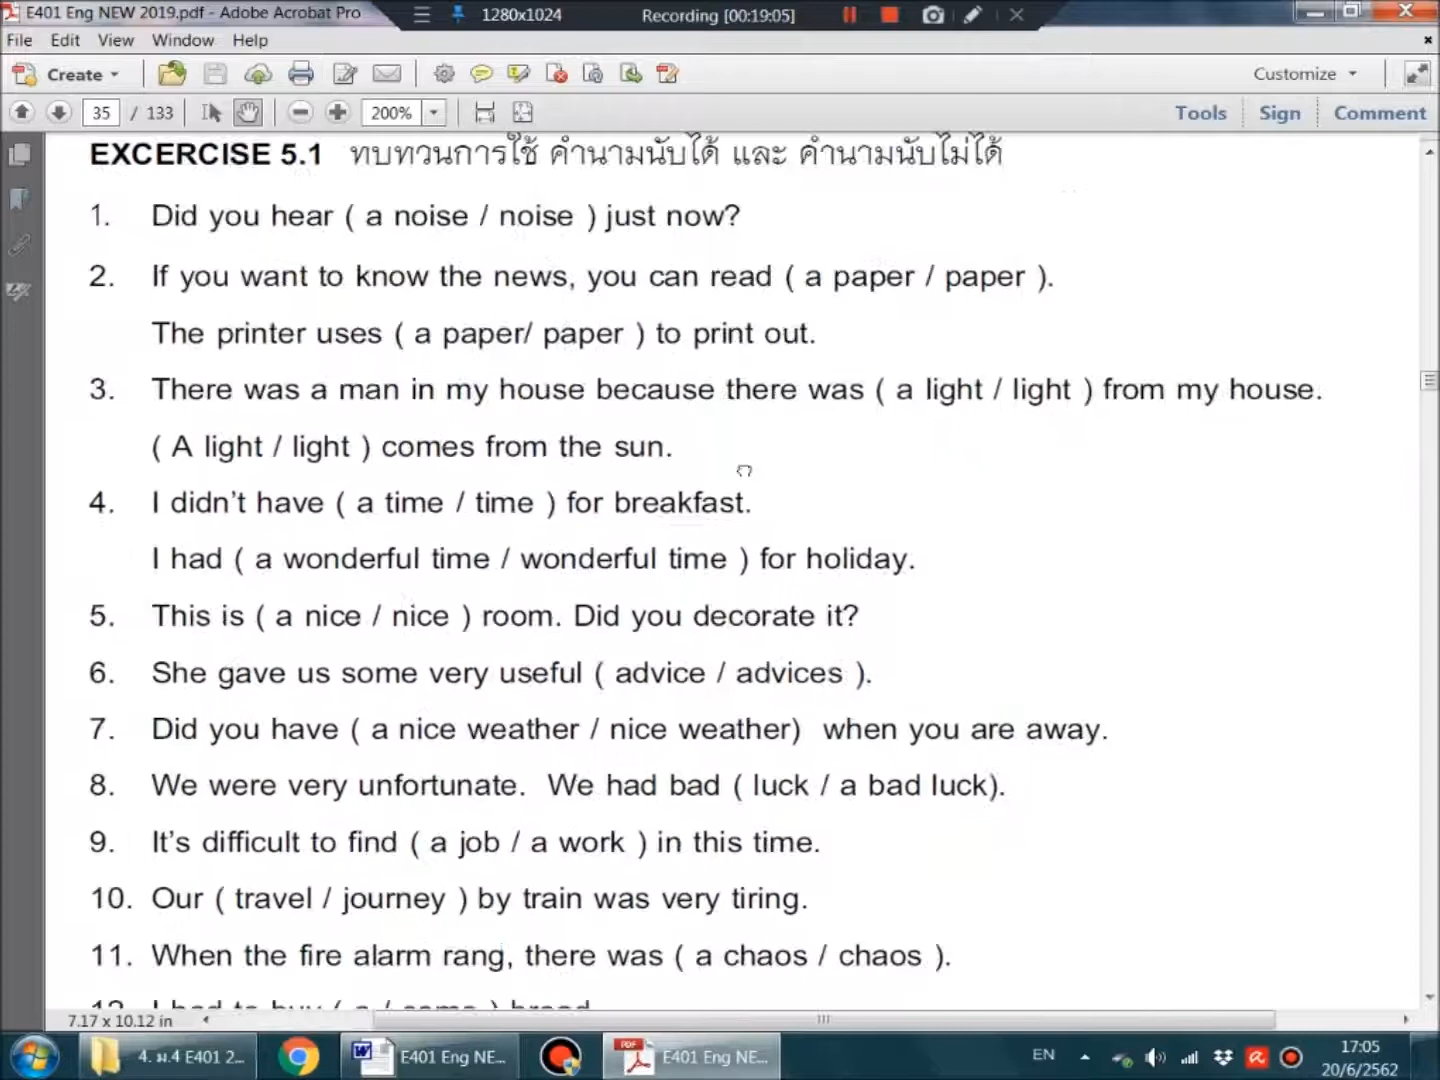 E401 Eng NEW 2019.pdf - Adobe Acrobat Pro
1280x1024
Recording [00:19:05]
File Edit View Window Help
Create
Customize
35 / 133
200%
Tools Sign Comment
EXCERCISE 5.1 ทบทวนการใช้ คำนามนับได้ และ คำนามนับไม่ได้
1. Did you hear ( a noise / noise ) just now?
2. If you want to know the news, you can read ( a paper / paper ).
The printer uses ( a paper/ paper ) to print out.
3. There was a man in my house because there was ( a light / light ) from my house.
( A light / light ) comes from the sun.
4. I didn't have ( a time / time ) for breakfast.
I had ( a wonderful time / wonderful time ) for holiday.
5. This is ( a nice / nice ) room. Did you decorate it?
6. She gave us some very useful ( advice / advices ).
7. Did you have ( a nice weather / nice weather) when you are away.
8. We were very unfortunate. We had bad ( luck / a bad luck).
9. It's difficult to find ( a job / a work ) in this time.
10. Our ( travel / journey ) by train was very tiring.
11. When the fire alarm rang, there was ( a chaos / chaos ).
12. I had to buy ( a / some ) bread
7.17 x 10.12 in
4. ม.4 E401 2...
E401 Eng NE...
E401 Eng NE...
EN
17:05
20/6/2562